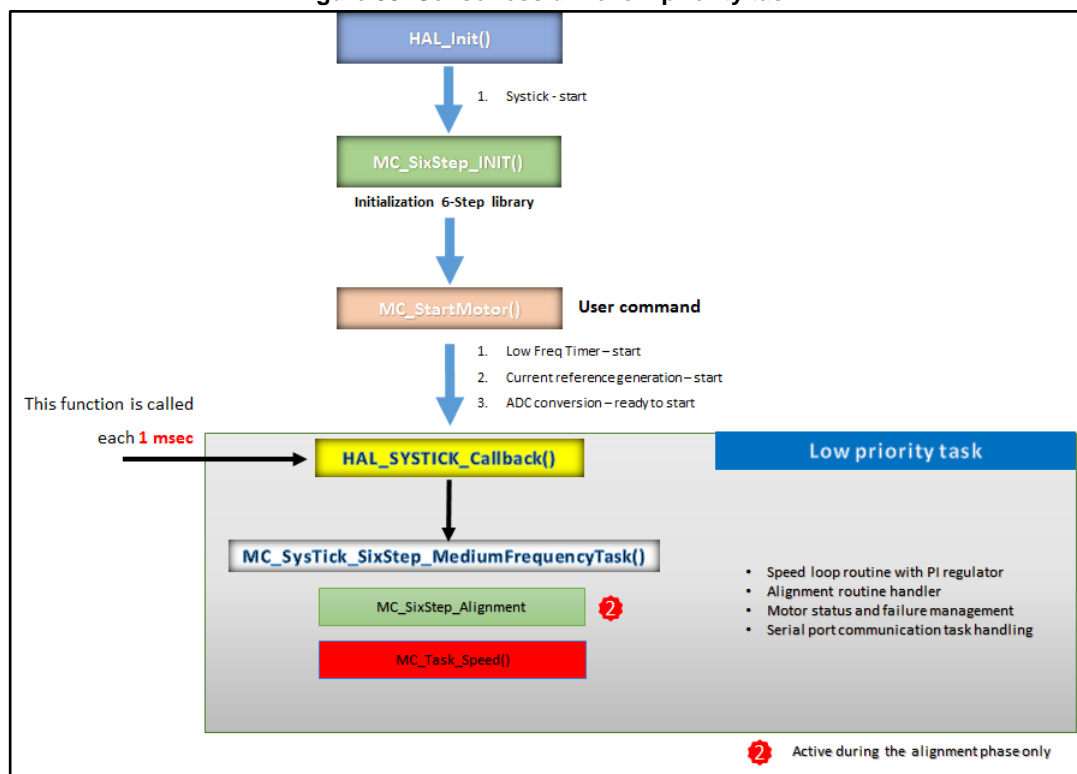 HAL_Init()
1. Systick - start
MC_SixStep_INIT()
Initialization 6-Step library
MC_StartMotor()
User command
1. Low Freq Timer – start
2. Current reference generation – start
3. ADC conversion – ready to start
This function is called
each 1 msec
HAL_SYSTICK_Callback()
Low priority task
MC_SysTick_SixStep_MediumFrequencyTask()
MC_SixStep_Alignment
2
MC_Task_Speed()
• Speed loop routine with PI regulator
• Alignment routine handler
• Motor status and failure management
• Serial port communication task handling
2 Active during the alignment phase only